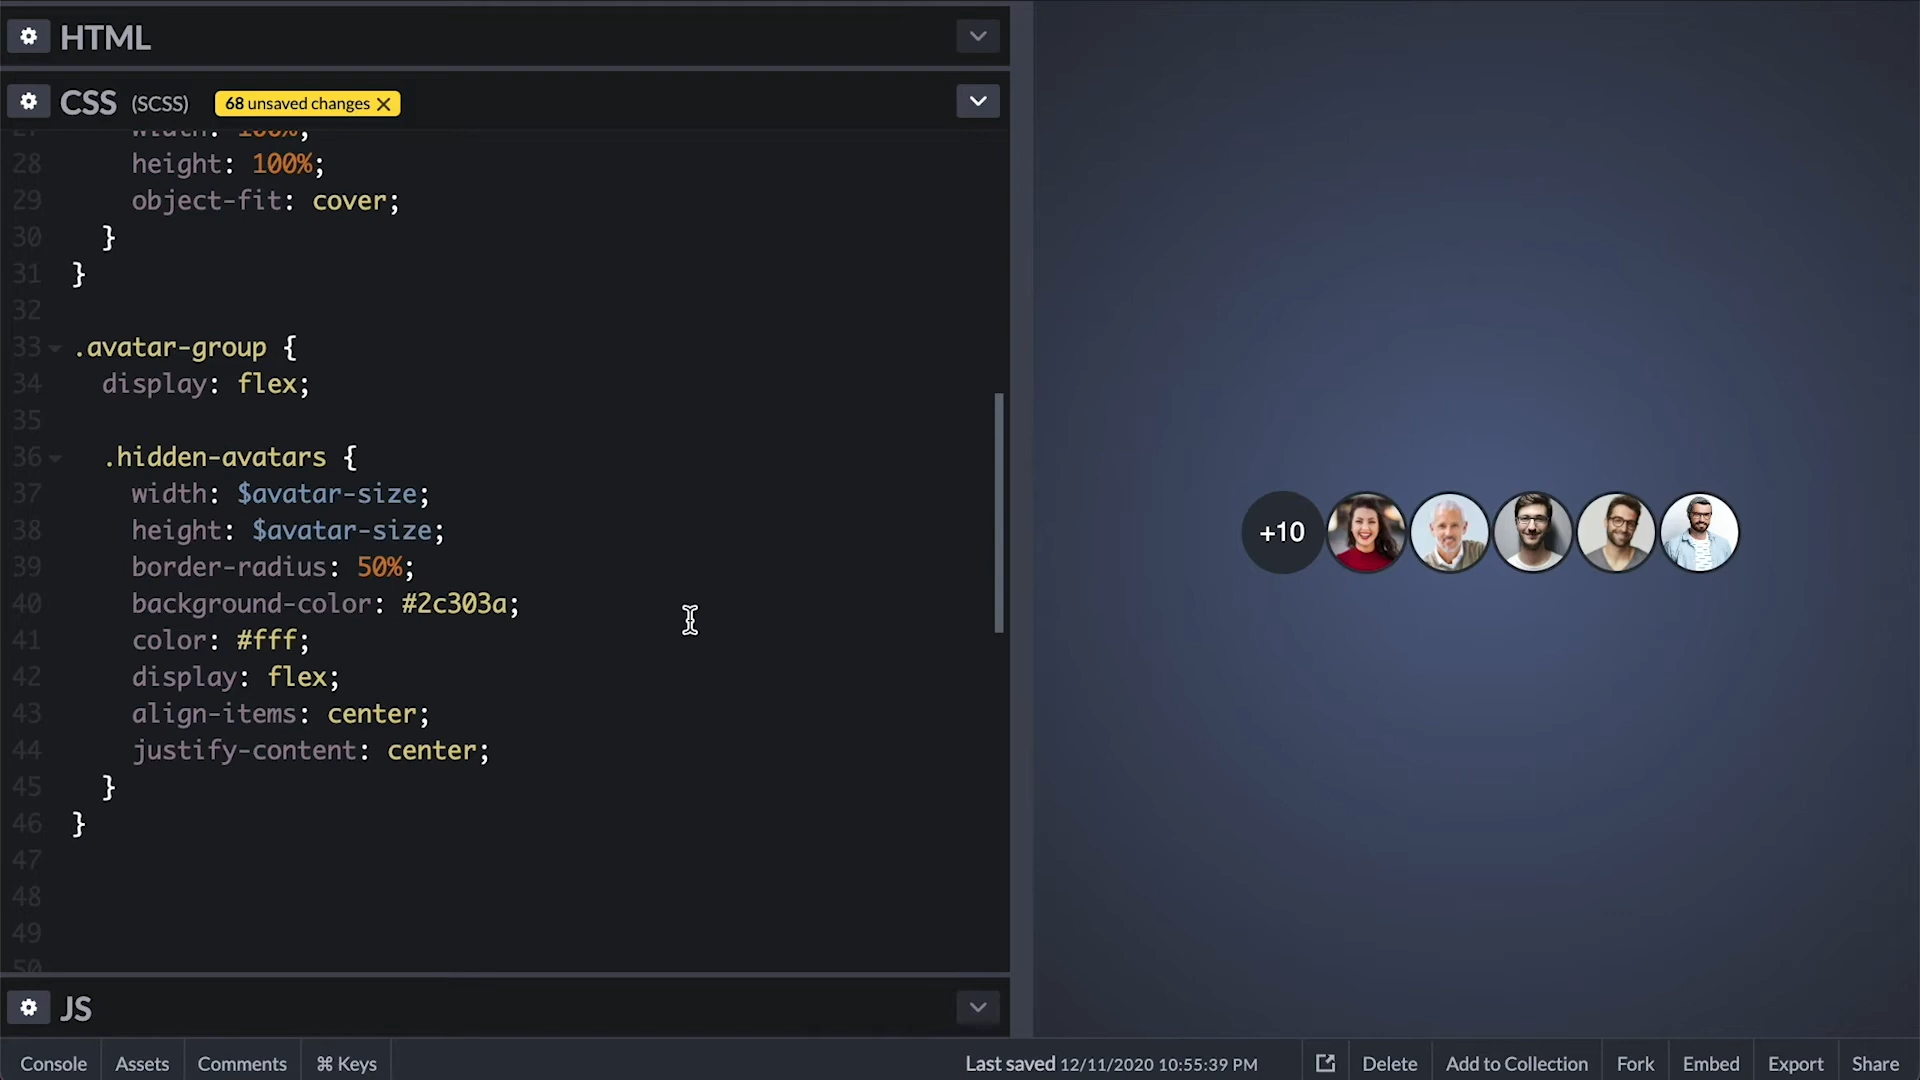 HTML
CSS (SCSS) 68 unsaved changes
27 width: 100%;
28 height: 100%;
29 object-fit: cover;
30 }
31 }
32
33 .avatar-group {
34 display: flex;
35
36 .hidden-avatars {
37 width: $avatar-size;
38 height: $avatar-size;
39 border-radius: 50%;
40 background-color: #2c303a;
41 color: #fff;
42 display: flex;
43 align-items: center;
44 justify-content: center;
45 }
46 }
47
48
49
50
+10
JS
Console Assets Comments ⌘ Keys Last saved 12/11/2020 10:55:39 PM Delete Add to Collection Fork Embed Export Share